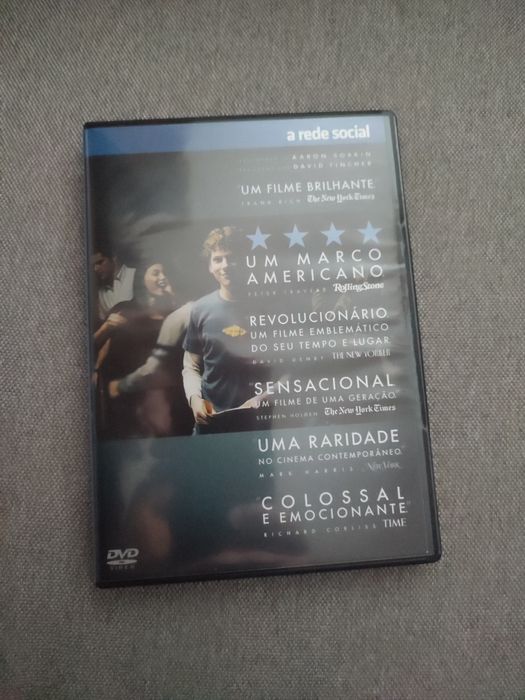 a rede social
AARON SORKIN
DAVID FINCHER
"UM FILME BRILHANTE"
FRANK RICH The New York Times
UM MARCO
AMERICANO
PETER TRAVERS RollingStone
REVOLUCIONÁRIO
UM FILME EMBLEMÁTICO
DO SEU TEMPO E LUGAR
DAVID DENBY THE NEW YORKER
"SENSACIONAL
UM FILME DE UMA GERAÇÃO"
STEPHEN HOLDEN The New York Times
"UMA RARIDADE
NO CINEMA CONTEMPORÂNEO"
MARK HARRIS NEW YORK
"COLOSSAL
E EMOCIONANTE"
RICHARD CORLISS TIME
DVD
VIDEO